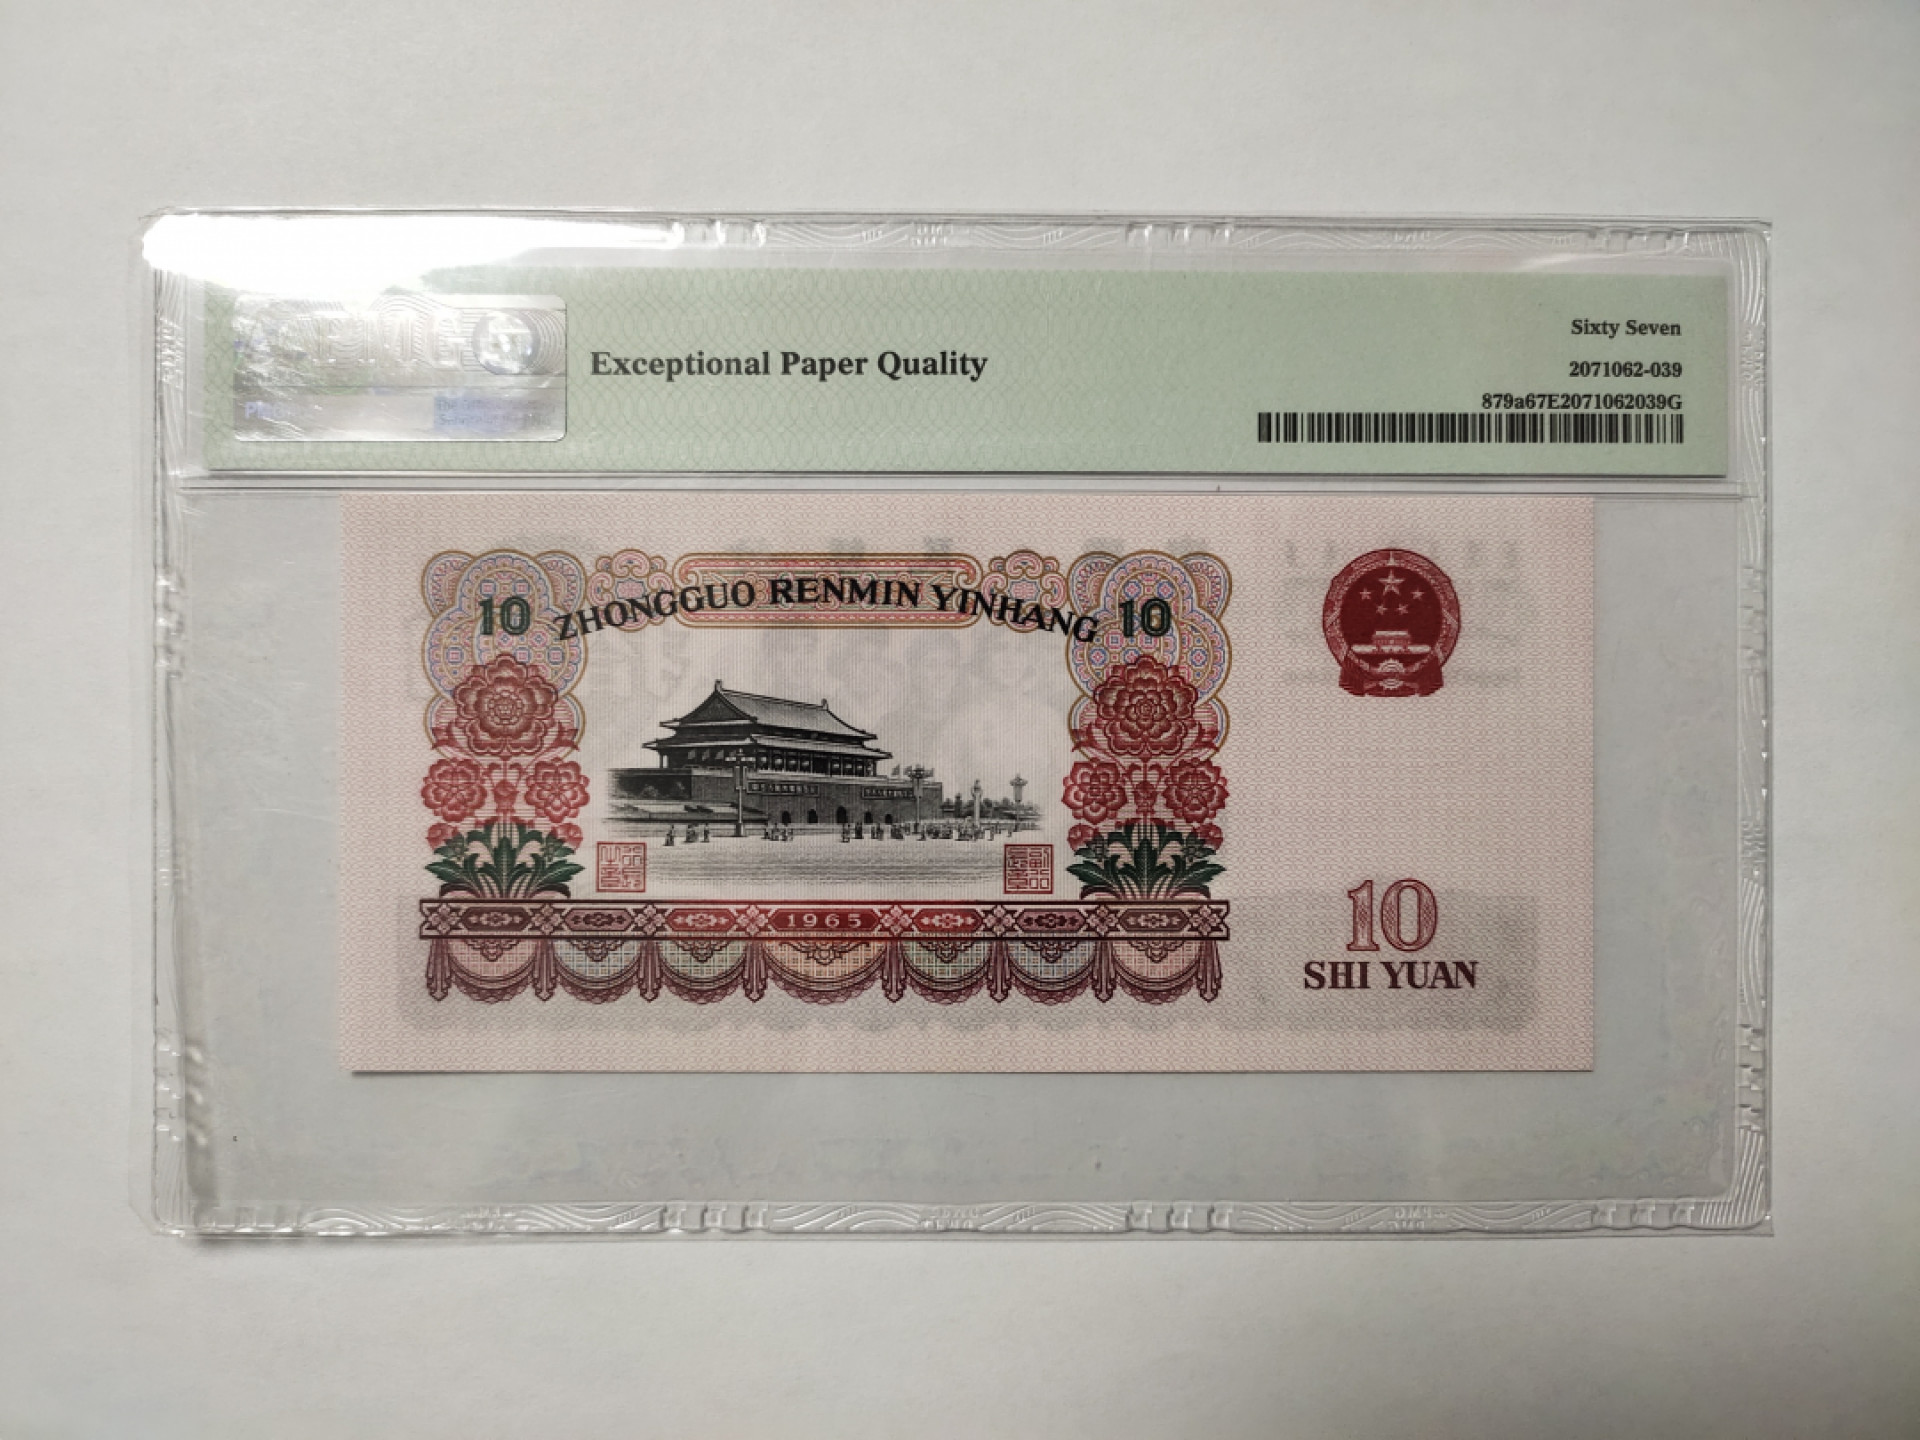 Exceptional Paper Quality
Sixty Seven
2071062-039
879a67E2071062039G
10
ZHONGGUO RENMIN YINHANG
10
1965
10
SHI YUAN